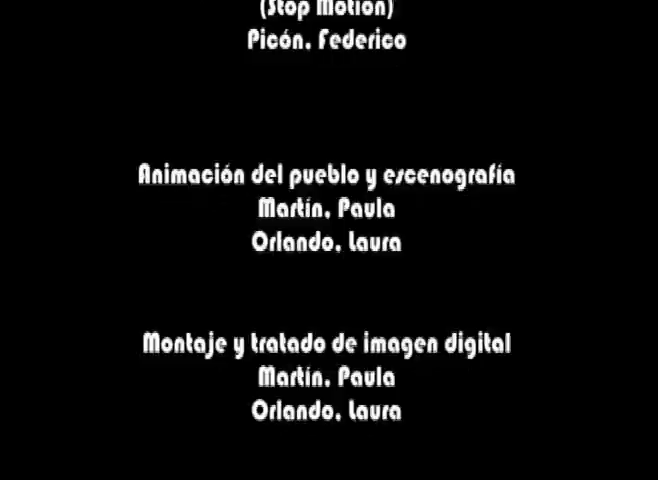 (Stop Motion)
Picón, Federico
Animación del pueblo y escenografía
Martín, Paula
Orlando, Laura
Montaje y tratado de imagen digital
Martín, Paula
Orlando, Laura